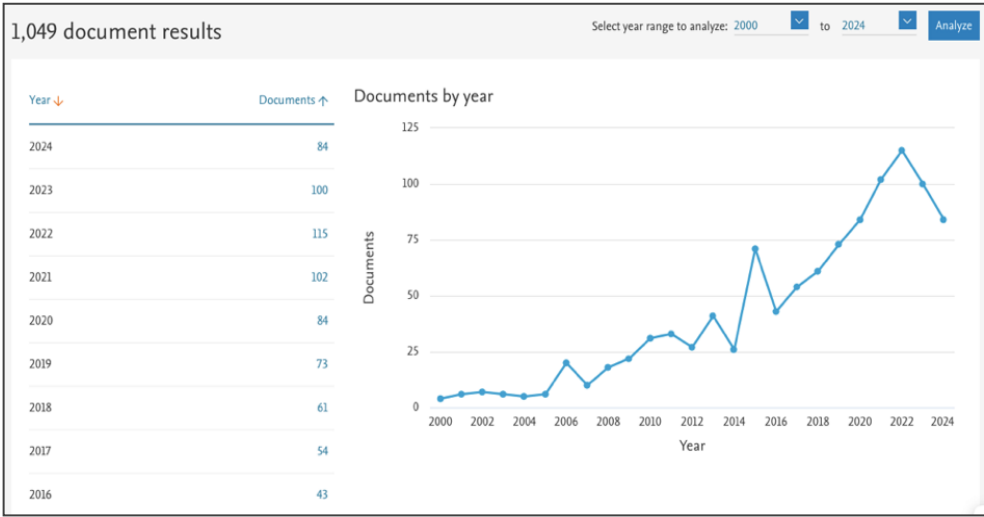 1,049 document results
Select year range to analyze: 2000 to 2024 Analyze
Year Documents
2024 84
2023 100
2022 115
2021 102
2020 84
2019 73
2018 61
2017 54
2016 43
Documents by year
125
100
75
50
25
0
Documents
2000 2002 2004 2006 2008 2010 2012 2014 2016 2018 2020 2022 2024
Year